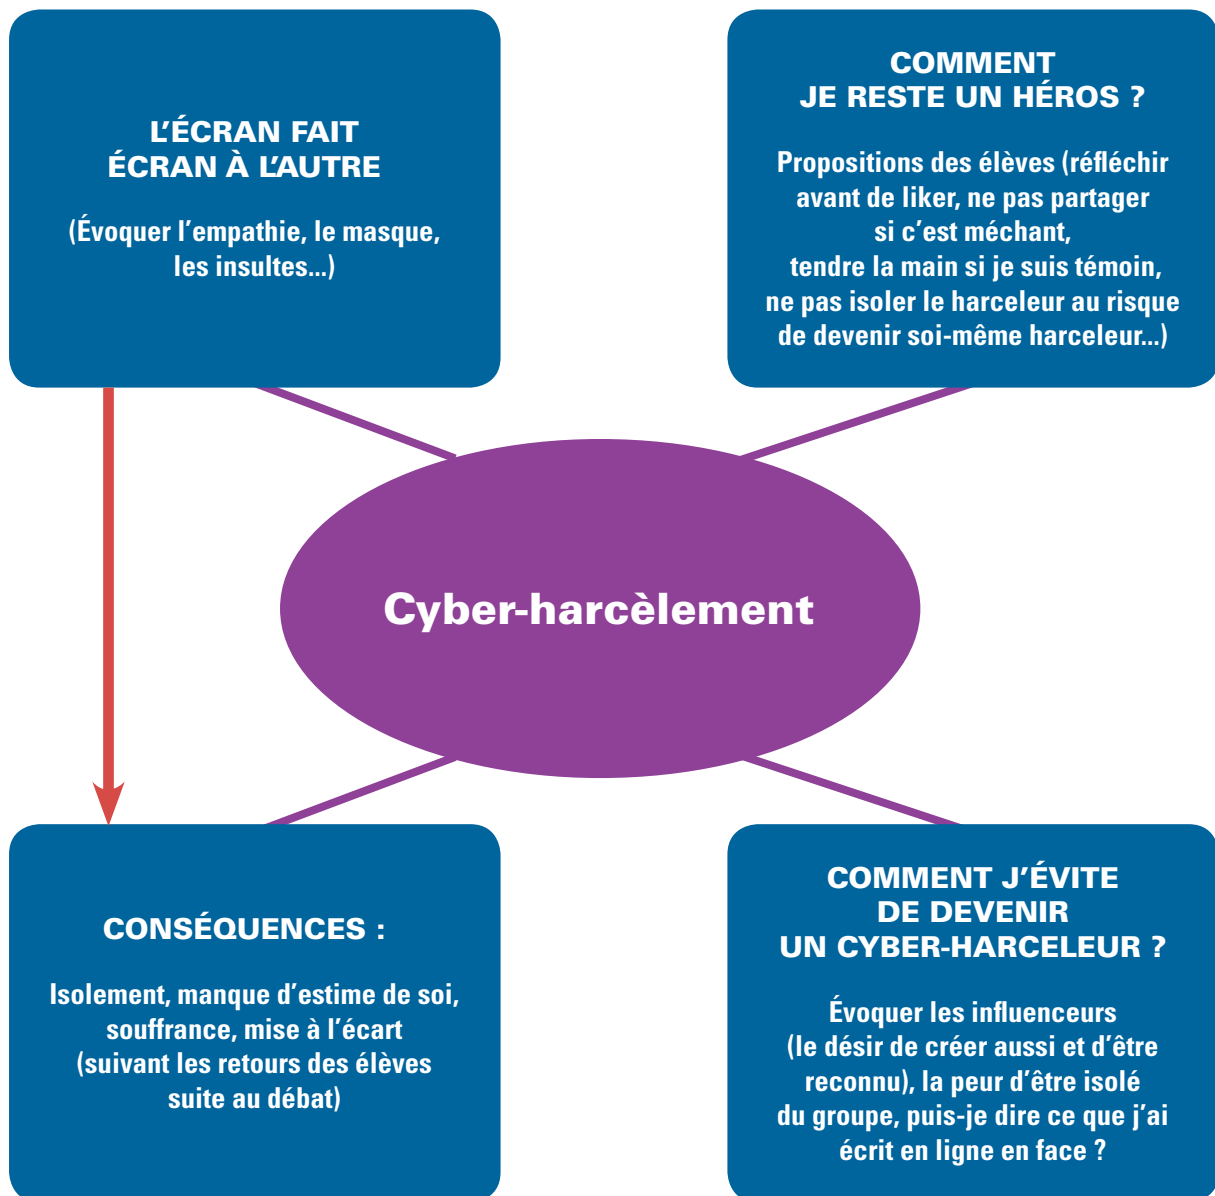 L'ÉCRAN FAIT
ÉCRAN À L'AUTRE
(Évoquer l'empathie, le masque,
les insultes...)
COMMENT
JE RESTE UN HÉROS ?
Propositions des élèves (réfléchir
avant de liker, ne pas partager
si c'est méchant,
tendre la main si je suis témoin,
ne pas isoler le harceleur au risque
de devenir soi-même harceleur...)
Cyber-harcèlement
CONSÉQUENCES :
Isolement, manque d'estime de soi,
souffrance, mise à l'écart
(suivant les retours des élèves
suite au débat)
COMMENT J'ÉVITE
DE DEVENIR
UN CYBER-HARCELEUR ?
Évoquer les influenceurs
(le désir de créer aussi et d'être
reconnu), la peur d'être isolé
du groupe, puis-je dire ce que j'ai
écrit en ligne en face ?